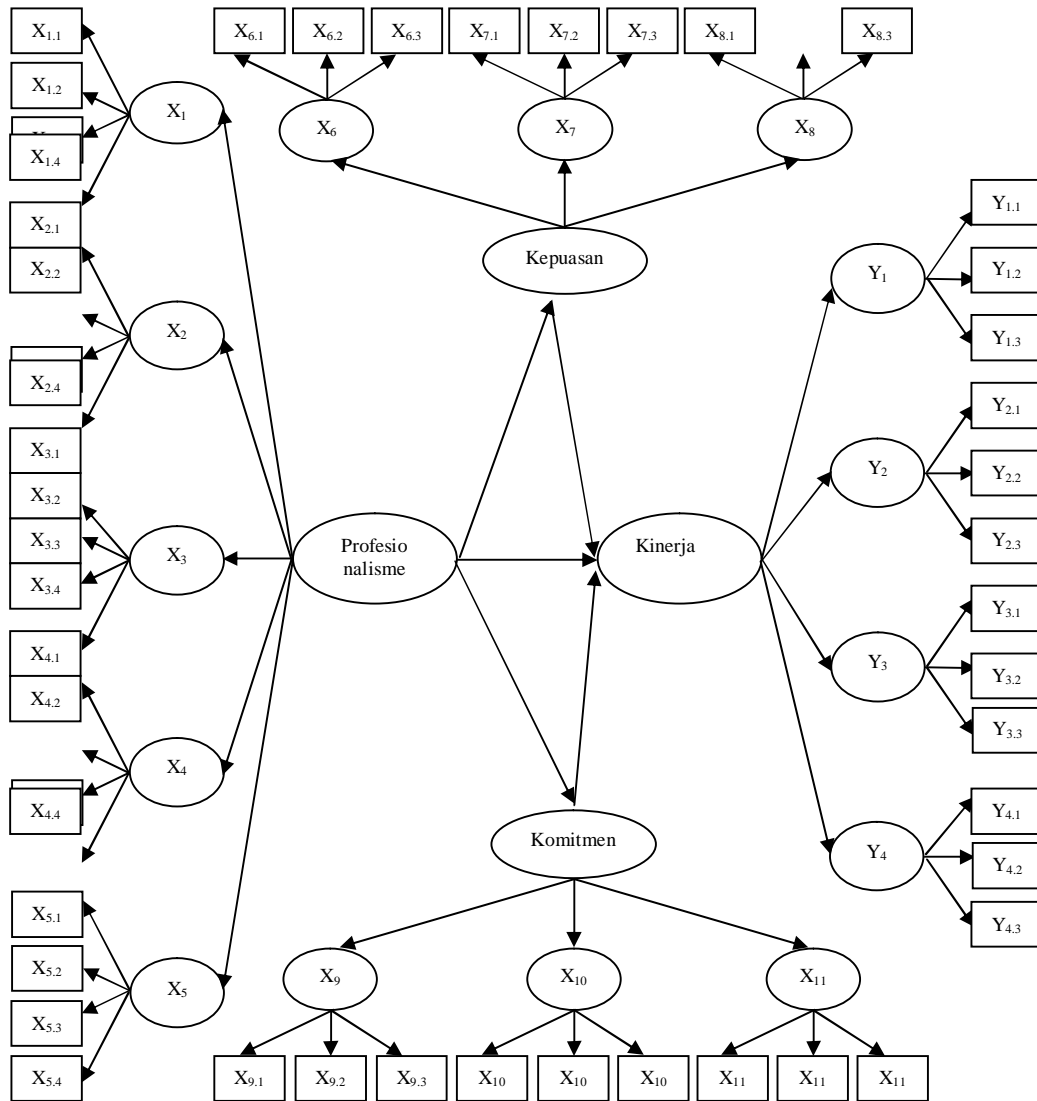 X1.1
X1.2
X1.4
X2.1
X2.2
X2.4
X3.1
X3.2
X3.3
X3.4
X4.1
X4.2
X4.4
X5.1
X5.2
X5.3
X5.4
X1
X2
X3
X4
X5
X6.1 X6.2 X6.3 X7.1 X7.2 X7.3 X8.1 X8.3
X6 X7 X8
Kepuasan
Profesio
nalisme
Kinerja
Komitmen
X9 X10 X11
X9.1 X9.2 X9.3 X10 X10 X10 X11 X11 X11
Y1
Y2
Y3
Y4
Y1.1
Y1.2
Y1.3
Y2.1
Y2.2
Y2.3
Y3.1
Y3.2
Y3.3
Y4.1
Y4.2
Y4.3